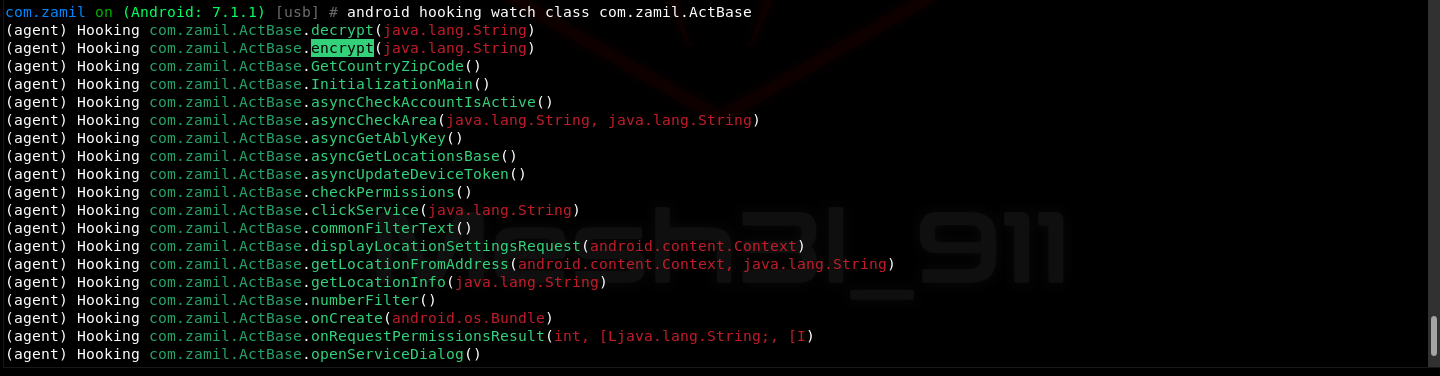 com.zamil on (Android: 7.1.1) [usb] # android hooking watch class com.zamil.ActBase
(agent) Hooking com.zamil.ActBase.decrypt(java.lang.String)
(agent) Hooking com.zamil.ActBase.encrypt(java.lang.String)
(agent) Hooking com.zamil.ActBase.GetCountryZipCode()
(agent) Hooking com.zamil.ActBase.InitializationMain()
(agent) Hooking com.zamil.ActBase.asyncCheckAccountIsActive()
(agent) Hooking com.zamil.ActBase.asyncCheckArea(java.lang.String, java.lang.String)
(agent) Hooking com.zamil.ActBase.asyncGetAblyKey()
(agent) Hooking com.zamil.ActBase.asyncGetLocationsBase()
(agent) Hooking com.zamil.ActBase.asyncUpdateDeviceToken()
(agent) Hooking com.zamil.ActBase.checkPermissions()
(agent) Hooking com.zamil.ActBase.clickService(java.lang.String)
(agent) Hooking com.zamil.ActBase.commonFilterText()
(agent) Hooking com.zamil.ActBase.displayLocationSettingsRequest(android.content.Context)
(agent) Hooking com.zamil.ActBase.getLocationFromAddress(android.content.Context, java.lang.String)
(agent) Hooking com.zamil.ActBase.getLocationInfo(java.lang.String)
(agent) Hooking com.zamil.ActBase.numberFilter()
(agent) Hooking com.zamil.ActBase.onCreate(android.os.Bundle)
(agent) Hooking com.zamil.ActBase.onRequestPermissionsResult(int, [Ljava.lang.String;, [I)
(agent) Hooking com.zamil.ActBase.openServiceDialog()